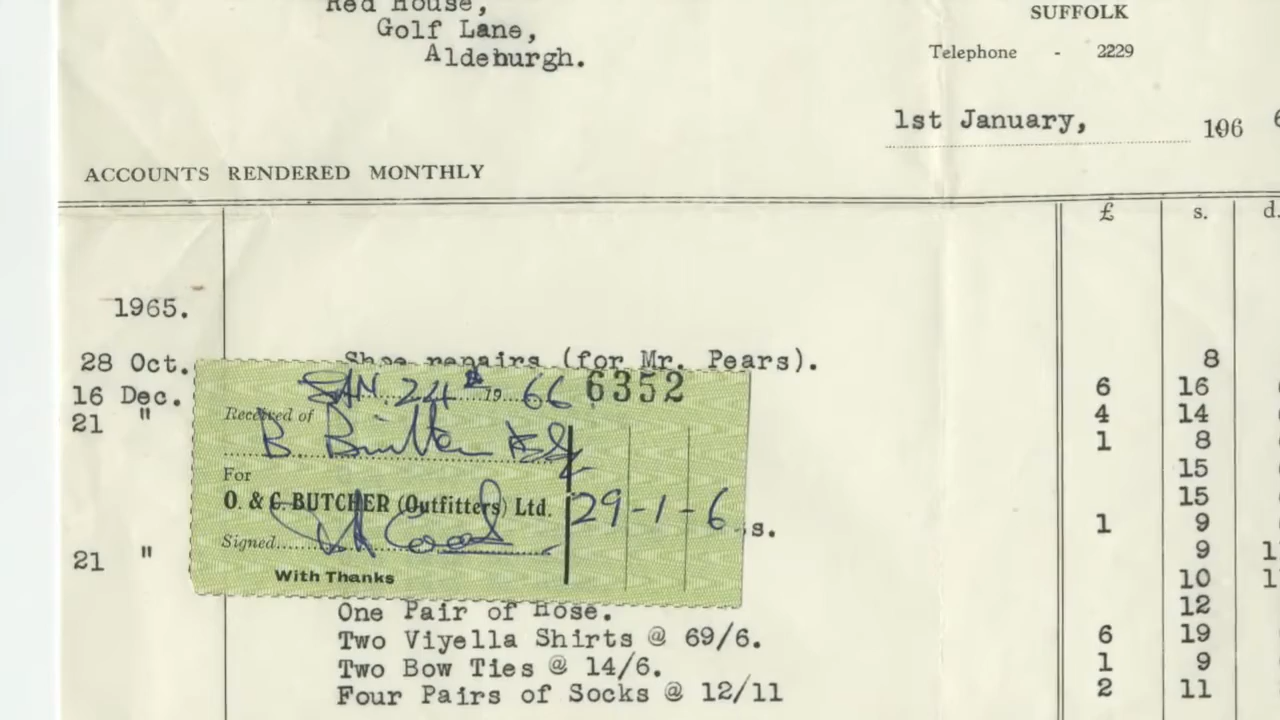 Red House,
Golf Lane,
Aldeburgh.
SUFFOLK
Telephone - 2229
1st January, 196 6
ACCOUNTS RENDERED MONTHLY
£ s. d.
1965.
28 Oct. Shoe repairs (for Mr. Pears). 8
16 Dec. 6 16
21 " 4 14
1 8
15
15
s. 1 9
9 1
21 " 10 1
JAN. 24th 1966 6352
Received of
B. Britten Esq
For
O. & C. BUTCHER (Outfitters) Ltd.
29-1-6
Signed
With Thanks
One Pair of Hose. 12
Two Viyella Shirts @ 69/6. 6 19
Two Bow Ties @ 14/6. 1 9
Four Pairs of Socks @ 12/11 2 11